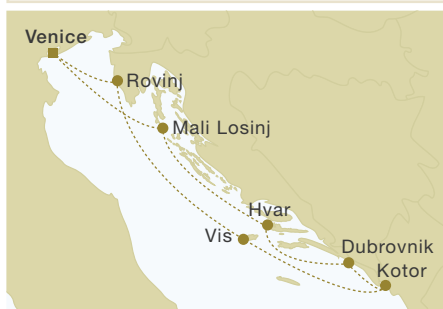 Venice
Rovinj
Mali Losinj
Hvar
Vis
Dubrovnik
Kotor